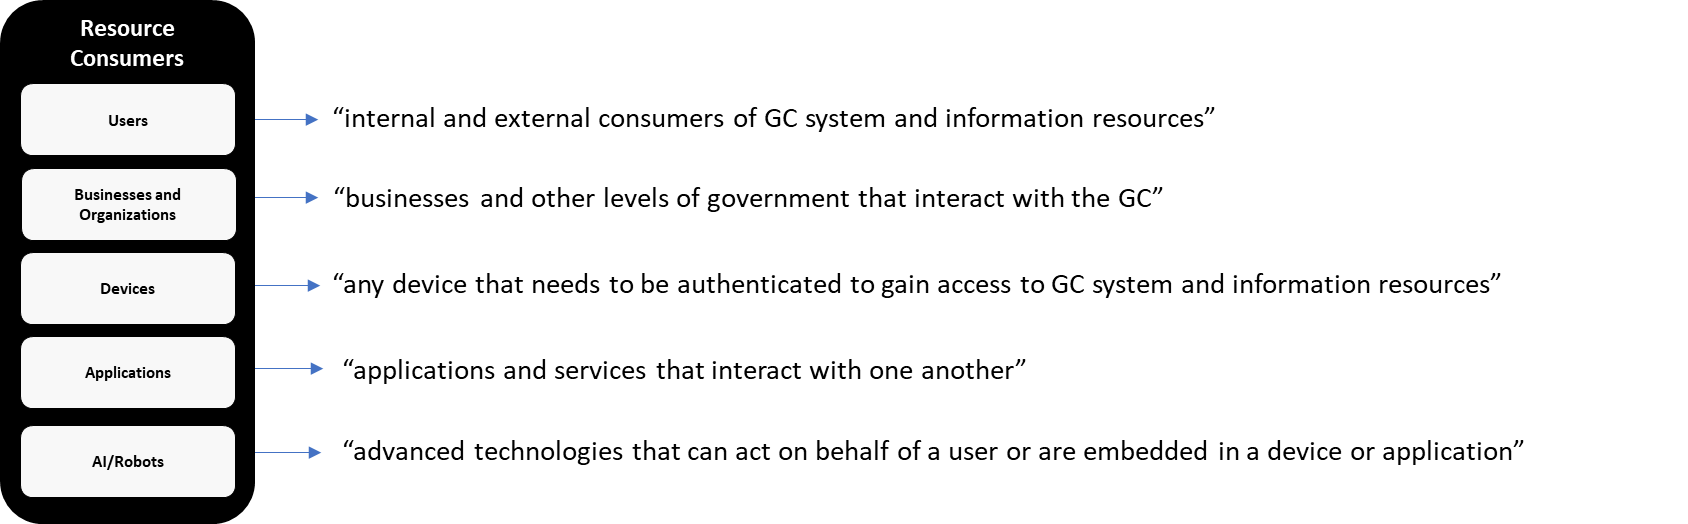 Resource
Consumers
Users
“internal and external consumers of GC system and information resources”
Businesses and
Organizations
“businesses and other levels of government that interact with the GC”
Devices
“any device that needs to be authenticated to gain access to GC system and information resources”
Applications
“applications and services that interact with one another”
AI/Robots
“advanced technologies that can act on behalf of a user or are embedded in a device or application”